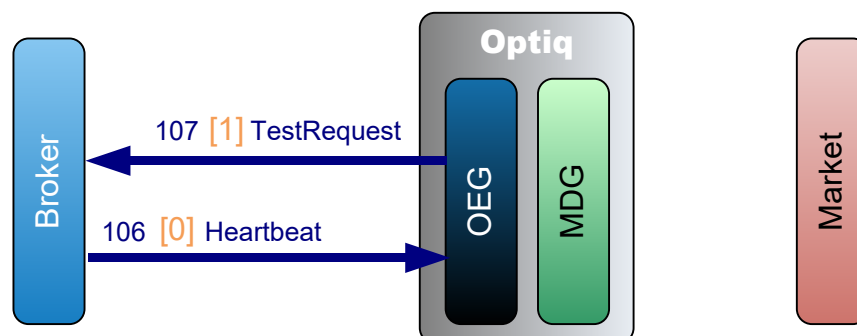 Optiq
Broker
107 [1] TestRequest
106 [0] Heartbeat
OEG
MDG
Market